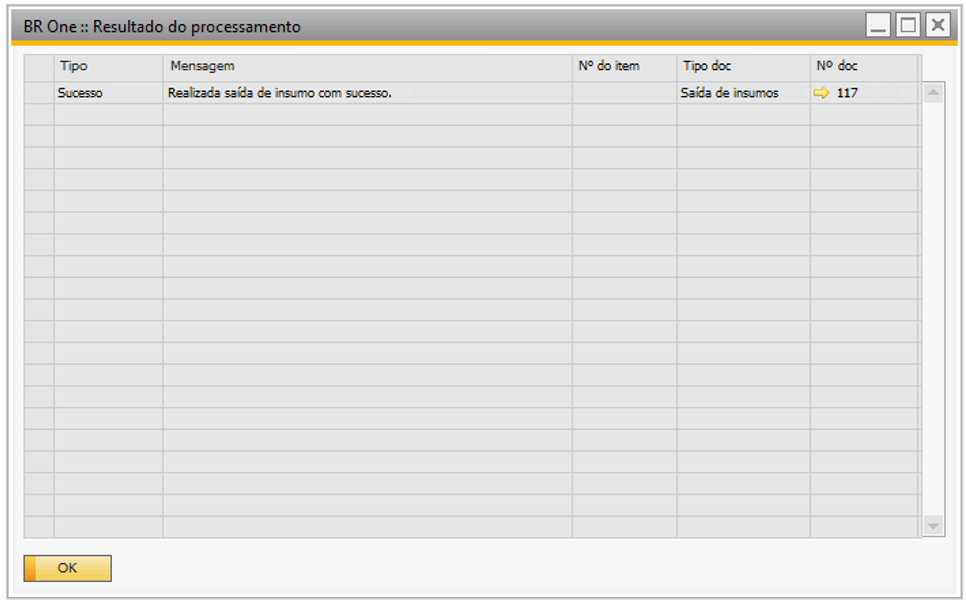 BR One :: Resultado do processamento
Tipo Mensagem Nº do item Tipo doc Nº doc
Sucesso Realizada saída de insumo com sucesso. Saída de insumos 117
OK